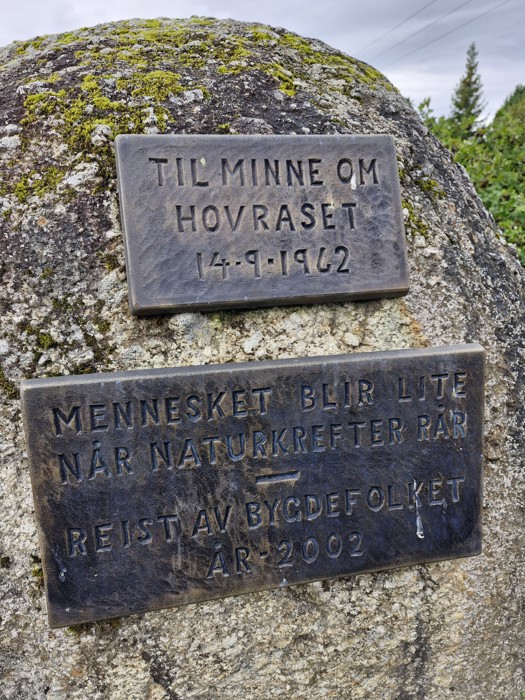 TIL MINNE OM
HOVRASET
14·9·1962
MENNESKET BLIR LITE
NÅR NATURKREFTER RÅR
—
REIST AV BYGDEFOLKET
ÅR·2002